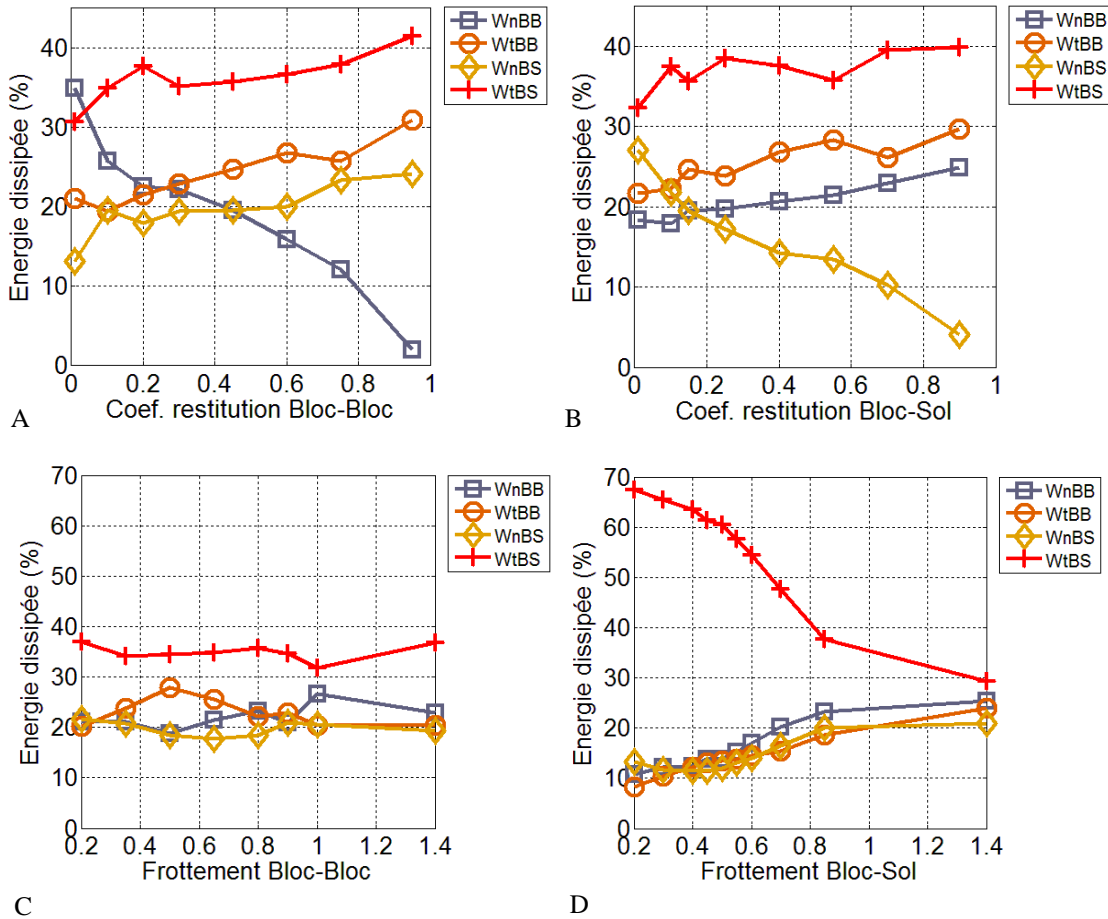 40
30
20
10
0
Energie dissipée (%)
0 0.2 0.4 0.6 0.8 1
Coef. restitution Bloc-Bloc
WnBB
WtBB
WnBS
WtBS
A
40
30
20
10
0
Energie dissipée (%)
0 0.2 0.4 0.6 0.8 1
Coef. restitution Bloc-Sol
WnBB
WtBB
WnBS
WtBS
B
70
60
50
40
30
20
10
0
Energie dissipée (%)
0.2 0.4 0.6 0.8 1 1.2 1.4
Frottement Bloc-Bloc
WnBB
WtBB
WnBS
WtBS
C
70
60
50
40
30
20
10
0
Energie dissipée (%)
0.2 0.4 0.6 0.8 1 1.2 1.4
Frottement Bloc-Sol
WnBB
WtBB
WnBS
WtBS
D